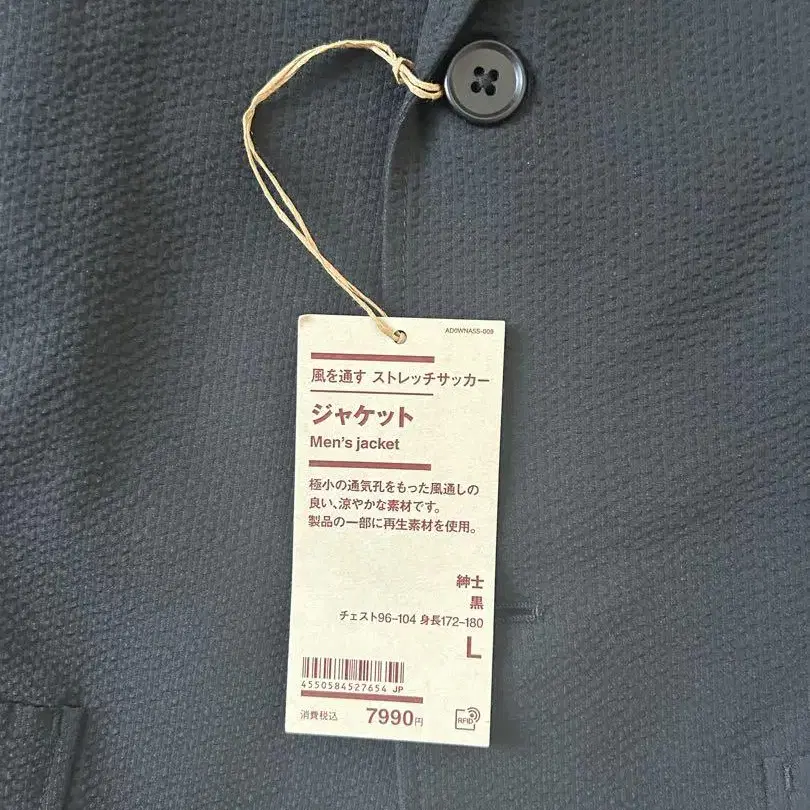 AD0WNA5S-009
風を通す ストレッチサッカー
ジャケット
Men's jacket
極小の通気孔をもった風通しの
良い、涼やかな素材です。
製品の一部に再生素材を使用。
紳士
黒
チェスト96-104 身長172-180
L
4550584527654 JP
消費税込 7990円
RFID